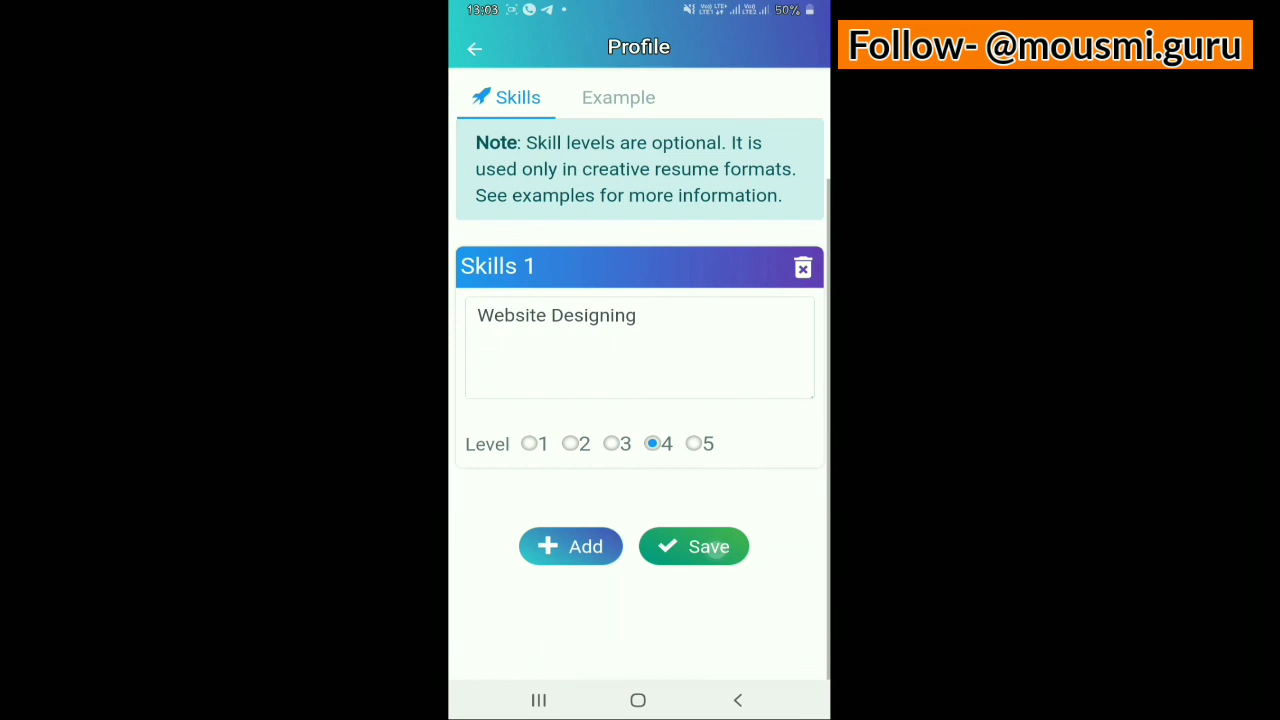 13:03
50%
Profile
Follow- @mousmi.guru
Skills
Example
Note: Skill levels are optional. It is
used only in creative resume formats.
See examples for more information.
Skills 1
Website Designing
Level 1 2 3 4 5
Add
Save